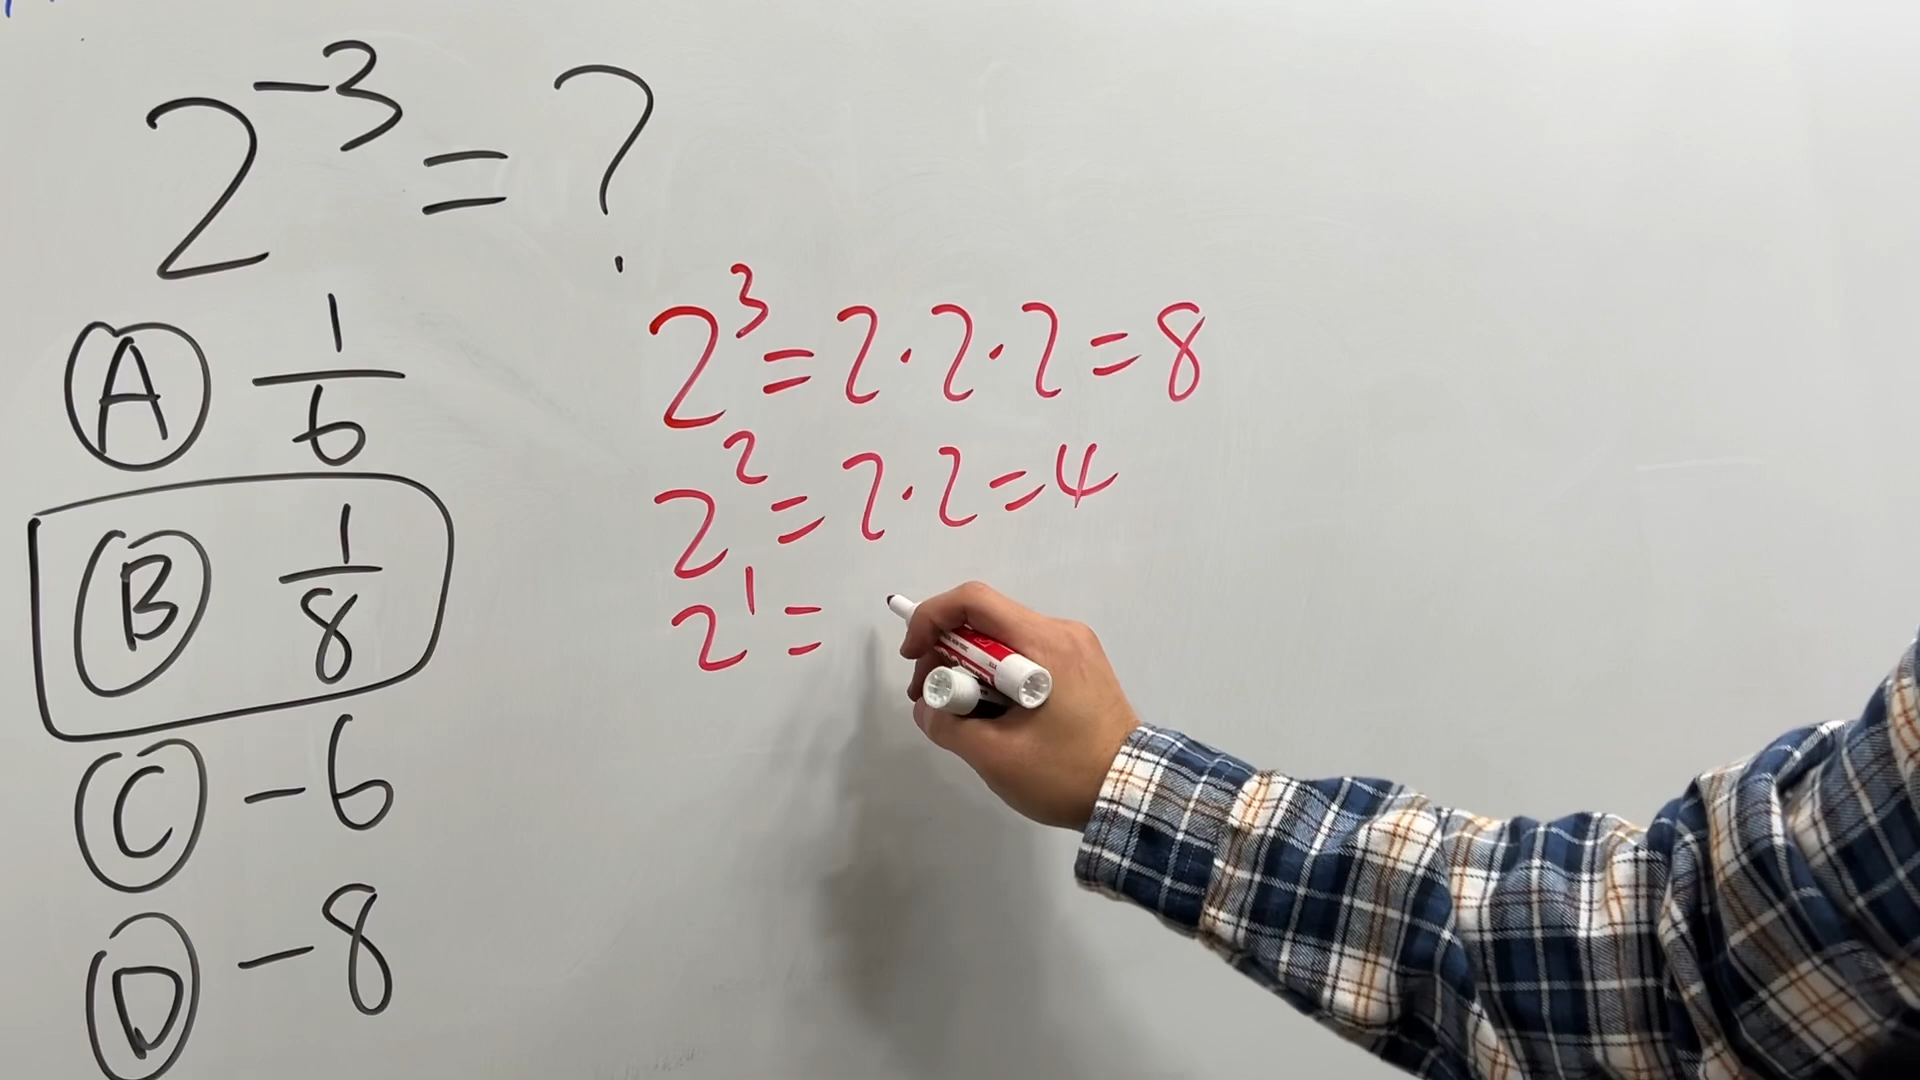 2⁻³ = ?
A 1/6
B 1/8
C -6
D -8
2³ = 2·2·2 = 8
2² = 2·2 = 4
2¹ =